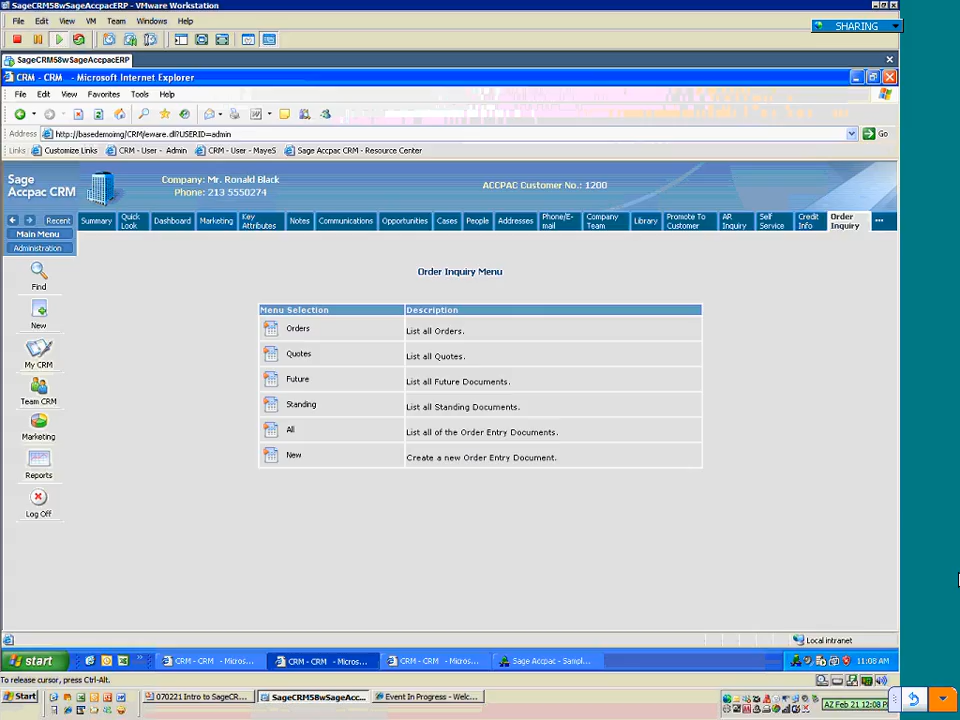 SageCRM58wSageAccpacERP - VMware Workstation
File Edit View VM Team Windows Help
SHARING
SageCRM58wSageAccpacERP
CRM - CRM - Microsoft Internet Explorer
File Edit View Favorites Tools Help
Address http://basedemoimg/CRM/eware.dll?USERID=admin Go
Links Customize Links CRM - User - Admin CRM - User - MayeS Sage Accpac CRM - Resource Center
Sage
Accpac CRM
Company: Mr. Ronald Black
Phone: 213 5550274
ACCPAC Customer No.: 1200
Recent Summary Quick Look Dashboard Marketing Key Attributes Notes Communications Opportunities Cases People Addresses Phone/E-mail Company Team Library Promote To Customer AR Inquiry Self Service Credit Info Order Inquiry ...
Main Menu
Administration
Find
New
My CRM
Team CRM
Marketing
Reports
Log Off
Order Inquiry Menu
Menu Selection Description
Orders List all Orders.
Quotes List all Quotes.
Future List all Future Documents.
Standing List all Standing Documents.
All List all of the Order Entry Documents.
New Create a new Order Entry Document.
Local intranet
start CRM - CRM - Micros... CRM - CRM - Micros... CRM - CRM - Micros... Sage Accpac - Sampl... 11:08 AM
To release cursor, press Ctrl-Alt.
Start 070221 Intro to SageCR... SageCRM58wSageAcc... Event In Progress - Welc... AZ Feb 21 12:08 P